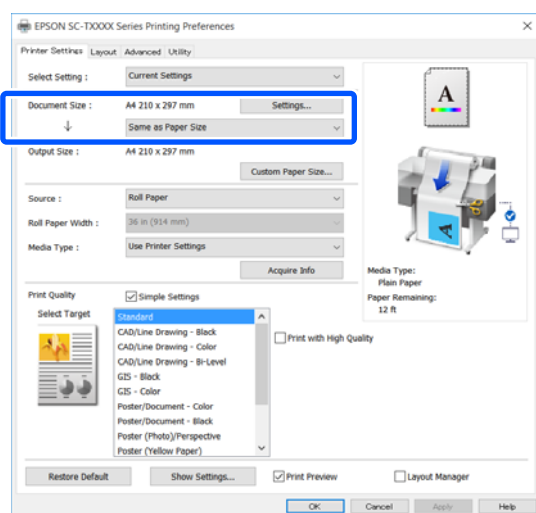 EPSON SC-TXXXX Series Printing Preferences
Printer Settings Layout Advanced Utility
Select Setting : Current Settings
Document Size : A4 210 x 297 mm Settings...
↓ Same as Paper Size
Output Size : A4 210 x 297 mm
Custom Paper Size...
Source : Roll Paper
Roll Paper Width : 36 in (914 mm)
Media Type : Use Printer Settings
Acquire Info
A
A
Media Type:
Plain Paper
Paper Remaining:
12 ft
Print Quality Simple Settings
Select Target
Standard
CAD/Line Drawing - Black
CAD/Line Drawing - Color
CAD/Line Drawing - Bi-Level
GIS - Black
GIS - Color
Poster/Document - Color
Poster/Document - Black
Poster (Photo)/Perspective
Poster (Yellow Paper)
Print with High Quality
Restore Default Show Settings... Print Preview Layout Manager
OK Cancel Apply Help